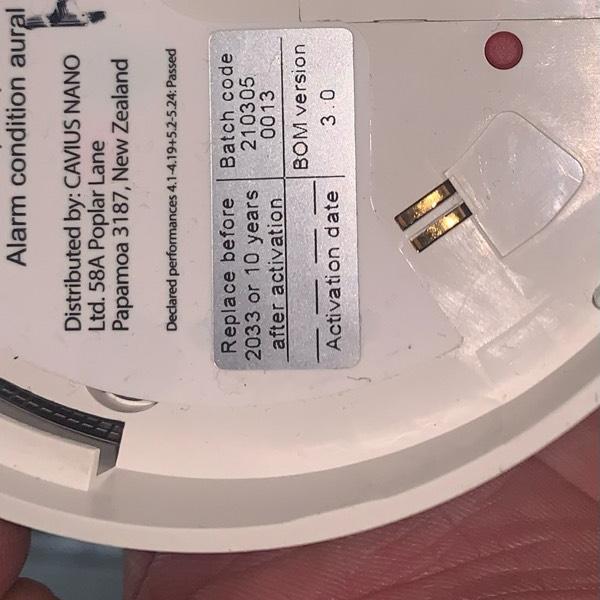 Alarm condition aural
Distributed by: CAVIUS NANO
Ltd. 58A Poplar Lane
Papamoa 3187, New Zealand
Declared performances 4.1-4.19+5.2-5.24: Passed
Replace before
2033 or 10 years
after activation
Batch code
210305
0013
Activation date
BOM version
3.0